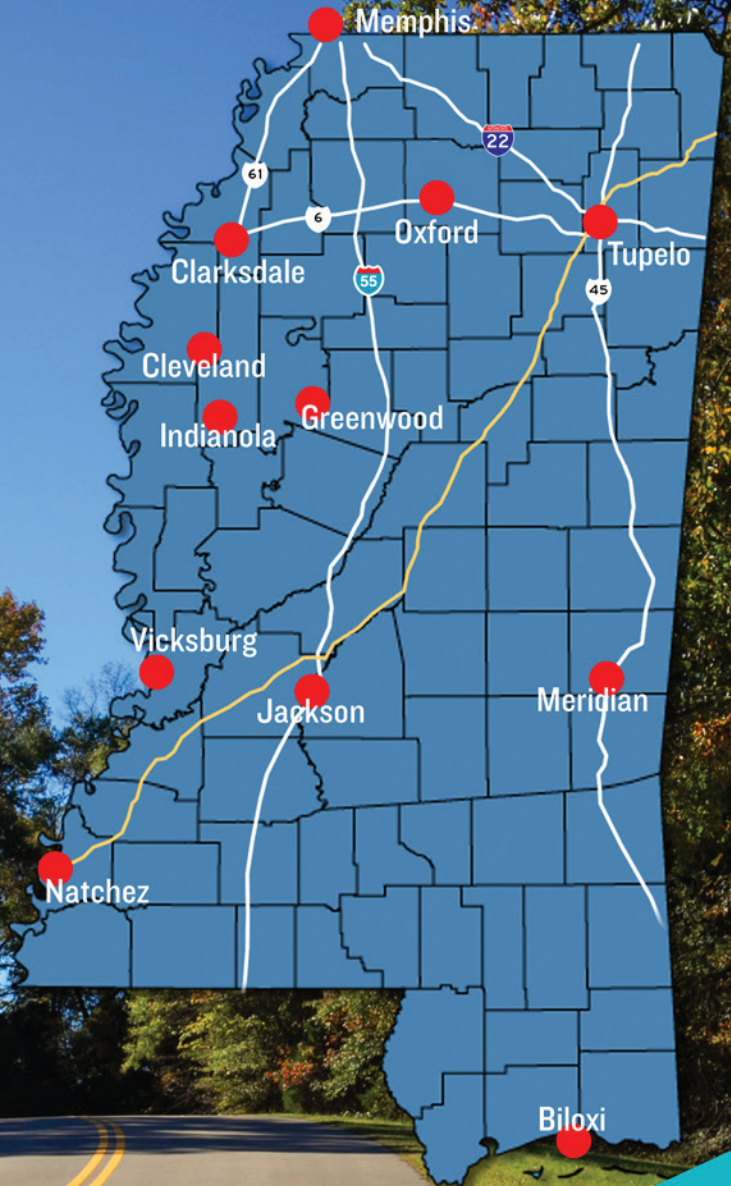 Memphis
22
61
6
Oxford
Clarksdale
Tupelo
55
45
Cleveland
Greenwood
Indianola
Vicksburg
Jackson
Meridian
Natchez
Biloxi